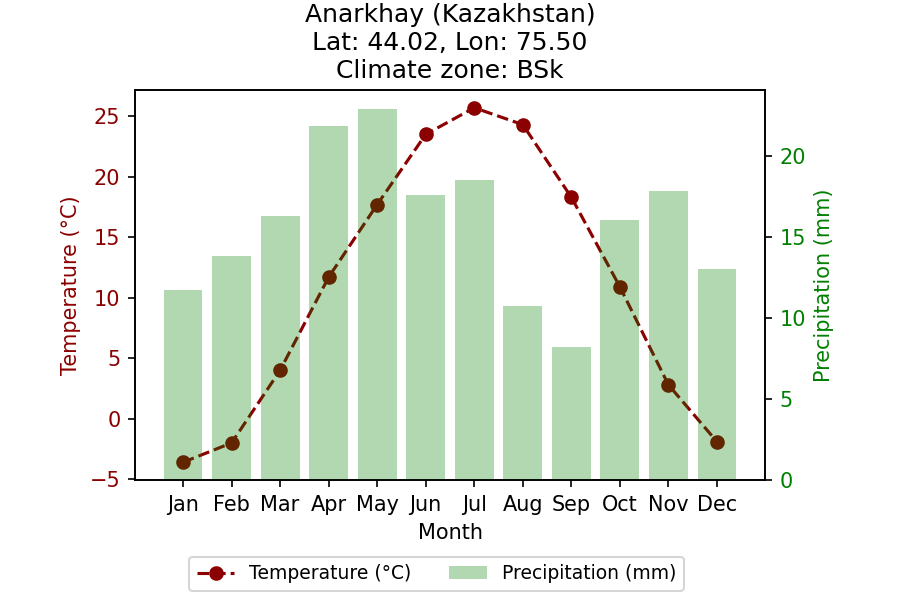 Anarkhay (Kazakhstan)
Lat: 44.02, Lon: 75.50
Climate zone: BSk
25
20
15
10
5
0
−5
Temperature (°C)
20
15
10
5
0
Precipitation (mm)
Jan Feb Mar Apr May Jun Jul Aug Sep Oct Nov Dec
Month
Temperature (°C) Precipitation (mm)